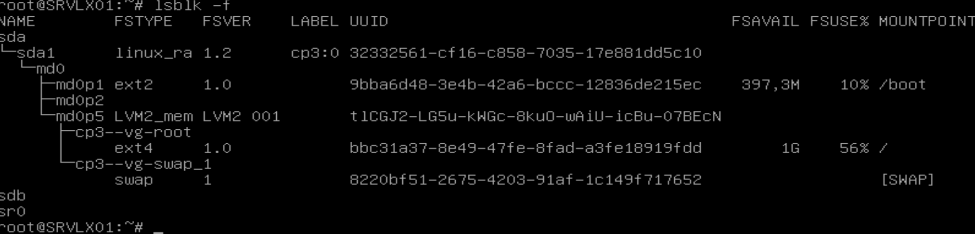 root@SRVLX01:~# lsblk -f
NAME FSTYPE FSVER LABEL UUID FSAVAIL FSUSE% MOUNTPOINT
sda
└─sda1 linux_ra 1.2 cp3:0 32332561-cf16-c858-7035-17e881dd5c10
└─md0
├─md0p1 ext2 1.0 9bba6d48-3e4b-42a6-bccc-12836de215ec 397,3M 10% /boot
├─md0p2
└─md0p5 LVM2_mem LVM2 001 tlCGJ2-LG5u-kWGc-8kuO-wAiU-icBu-07BEcN
├─cp3--vg-root
│ ext4 1.0 bbc31a37-8e49-47fe-8fad-a3fe18919fdd 1G 56% /
└─cp3--vg-swap_1
swap 1 8220bf51-2675-4203-91af-1c149f717652 [SWAP]
sdb
sr0
root@SRVLX01:~# _